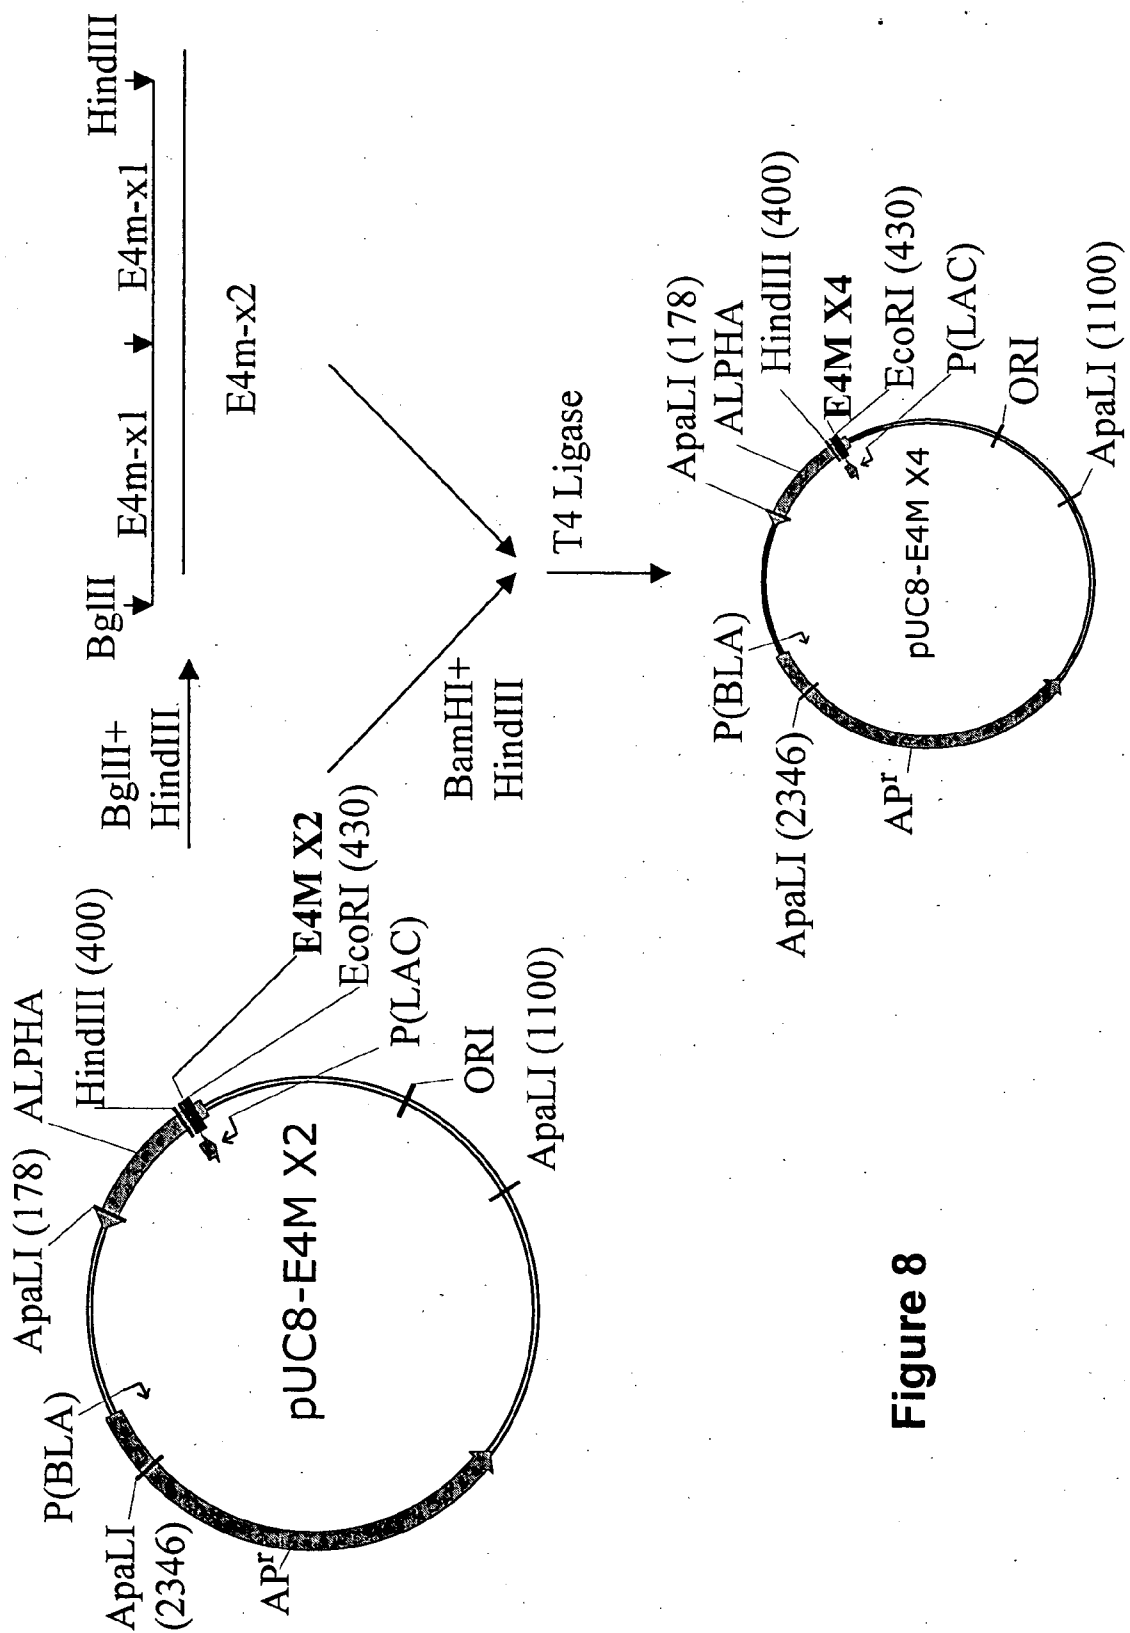 P(BLA)
ApaLI (178)
ALPHA
HindIII (400)
ApaLI
(2346)
AP^r
pUC8-E4M X2
E4M X2
EcoRI (430)
P(LAC)
ORI
ApaLI (1100)
BglII+
HindIII
BglII
E4m-x1
E4m-x1
HindIII
E4m-x2
BamHI+
HindIII
T4 Ligase
P(BLA)
ApaLI (178)
ALPHA
HindIII (400)
E4M X4
EcoRI (430)
P(LAC)
ORI
ApaLI (1100)
ApaLI (2346)
AP^r
pUC8-E4M X4
Figure 8